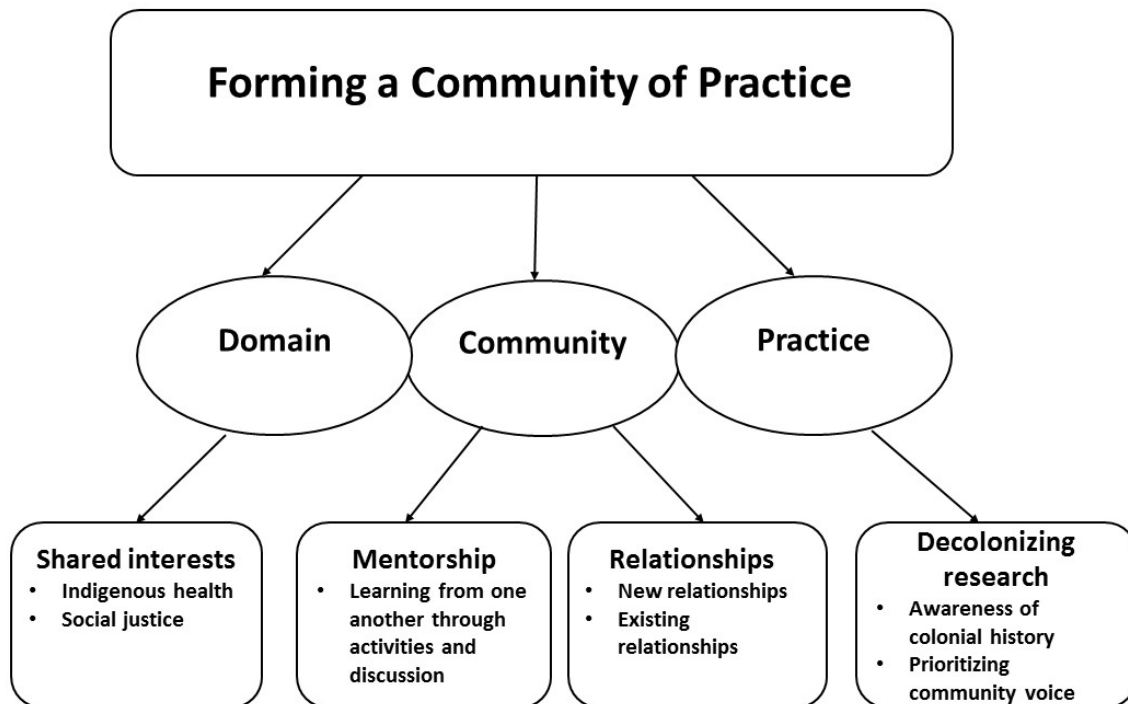 Forming a Community of Practice
Domain
Community
Practice
Shared interests
• Indigenous health
• Social justice
Mentorship
• Learning from one
another through
activities and
discussion
Relationships
• New relationships
• Existing
relationships
Decolonizing
research
• Awareness of
colonial history
• Prioritizing
community voice